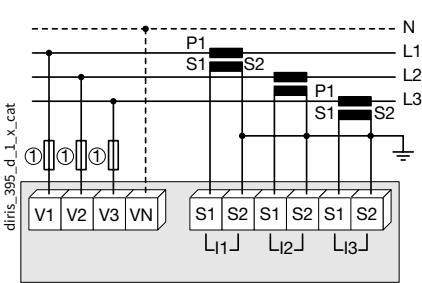 N
P1 L1
S1 S2 L2
P1 L3
S1 S2
① ① ①
V1 V2 V3 VN S1 S2 S1 S2 S1 S2
I1 I2 I3
diris_395_d_1_x_cat